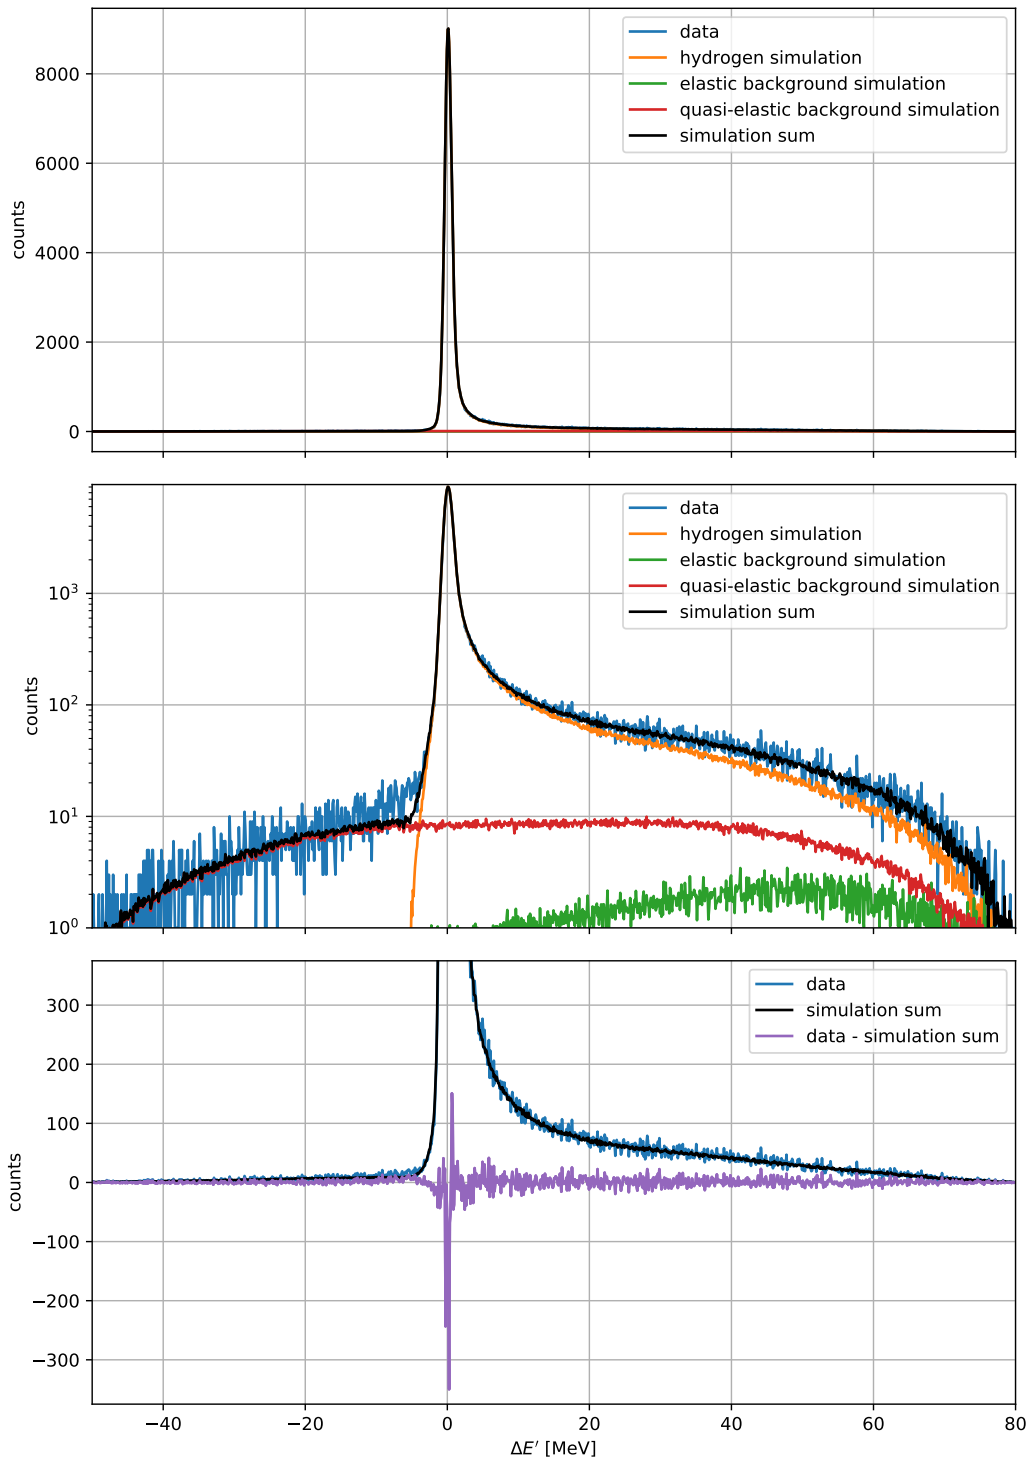 8000
6000
4000
2000
0
counts
data
hydrogen simulation
elastic background simulation
quasi-elastic background simulation
simulation sum
10³
10²
10¹
10⁰
counts
data
hydrogen simulation
elastic background simulation
quasi-elastic background simulation
simulation sum
300
200
100
0
−100
−200
−300
counts
data
simulation sum
data - simulation sum
−40 −20 0 20 40 60 80
ΔE′ [MeV]